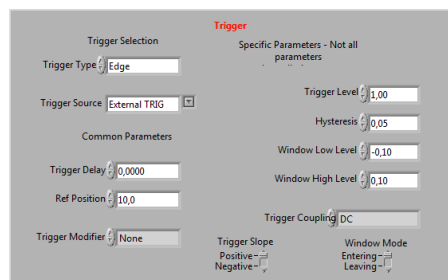 Trigger
Trigger Selection
Specific Parameters - Not all
parameters
Trigger Type Edge
Trigger Level 1,00
Trigger Source External TRIG
Hysteresis 0,05
Common Parameters
Window Low Level -0,10
Trigger Delay 0,0000
Window High Level 0,10
Ref Position 10,0
Trigger Coupling DC
Trigger Modifier None
Trigger Slope
Window Mode
Positive-
Entering-
Negative-
Leaving-